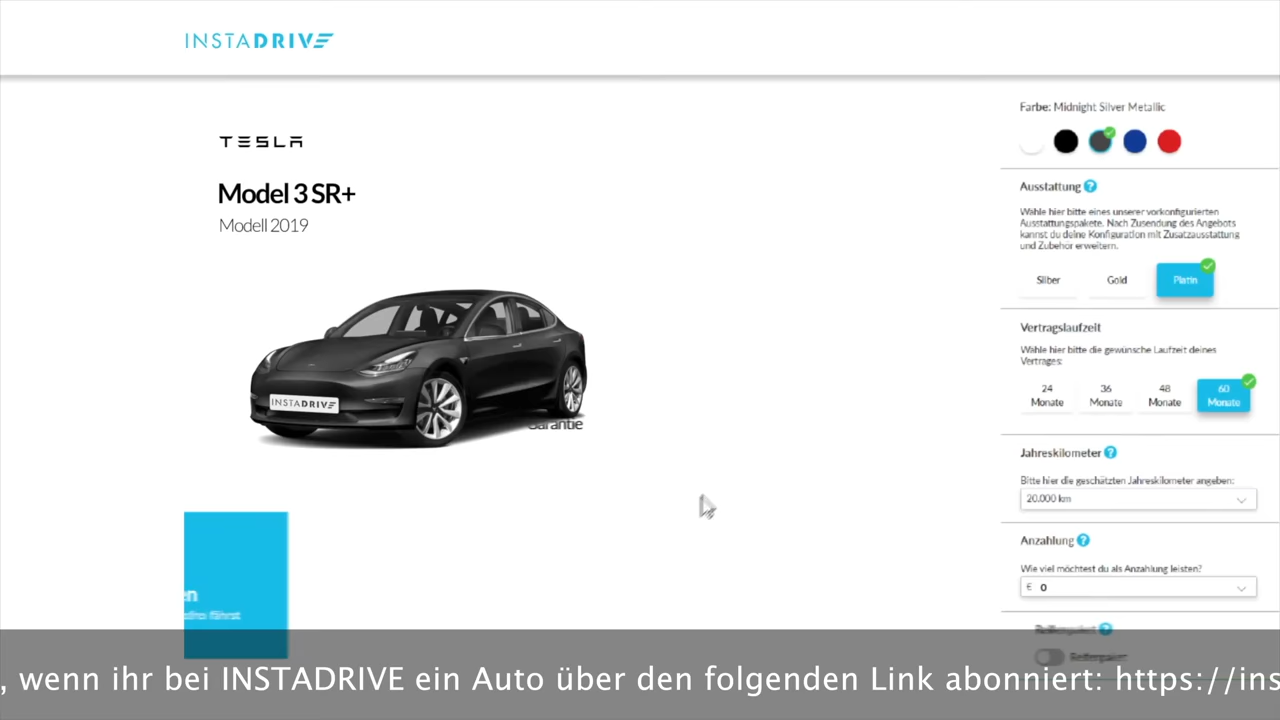 INSTADRIVE
TESLA
Model 3 SR+
Modell 2019
INSTADRIVE
Garantie
en
Farbe: Midnight Silver Metallic
Ausstattung ?
Wähle hier bitte eines unserer vorkonfigurierten
Ausstattungspakete. Nach Zusendung des Angebots
kannst du deine Konfiguration mit Zusatzausstattung
und Zubehör erweitern.
Silber Gold Platin
Vertragslaufzeit
Wähle hier bitte die gewünsche Laufzeit deines
Vertrages:
24 36 48 60
Monate Monate Monate Monate
Jahreskilometer ?
Bitte hier die geschätzten Jahreskilometer angeben:
20.000 km
Anzahlung ?
Wie viel möchtest du als Anzahlung leisten?
€ 0
Reifenpaket ?
Reifenpaket
, wenn ihr bei INSTADRIVE ein Auto über den folgenden Link abonniert: https://ins